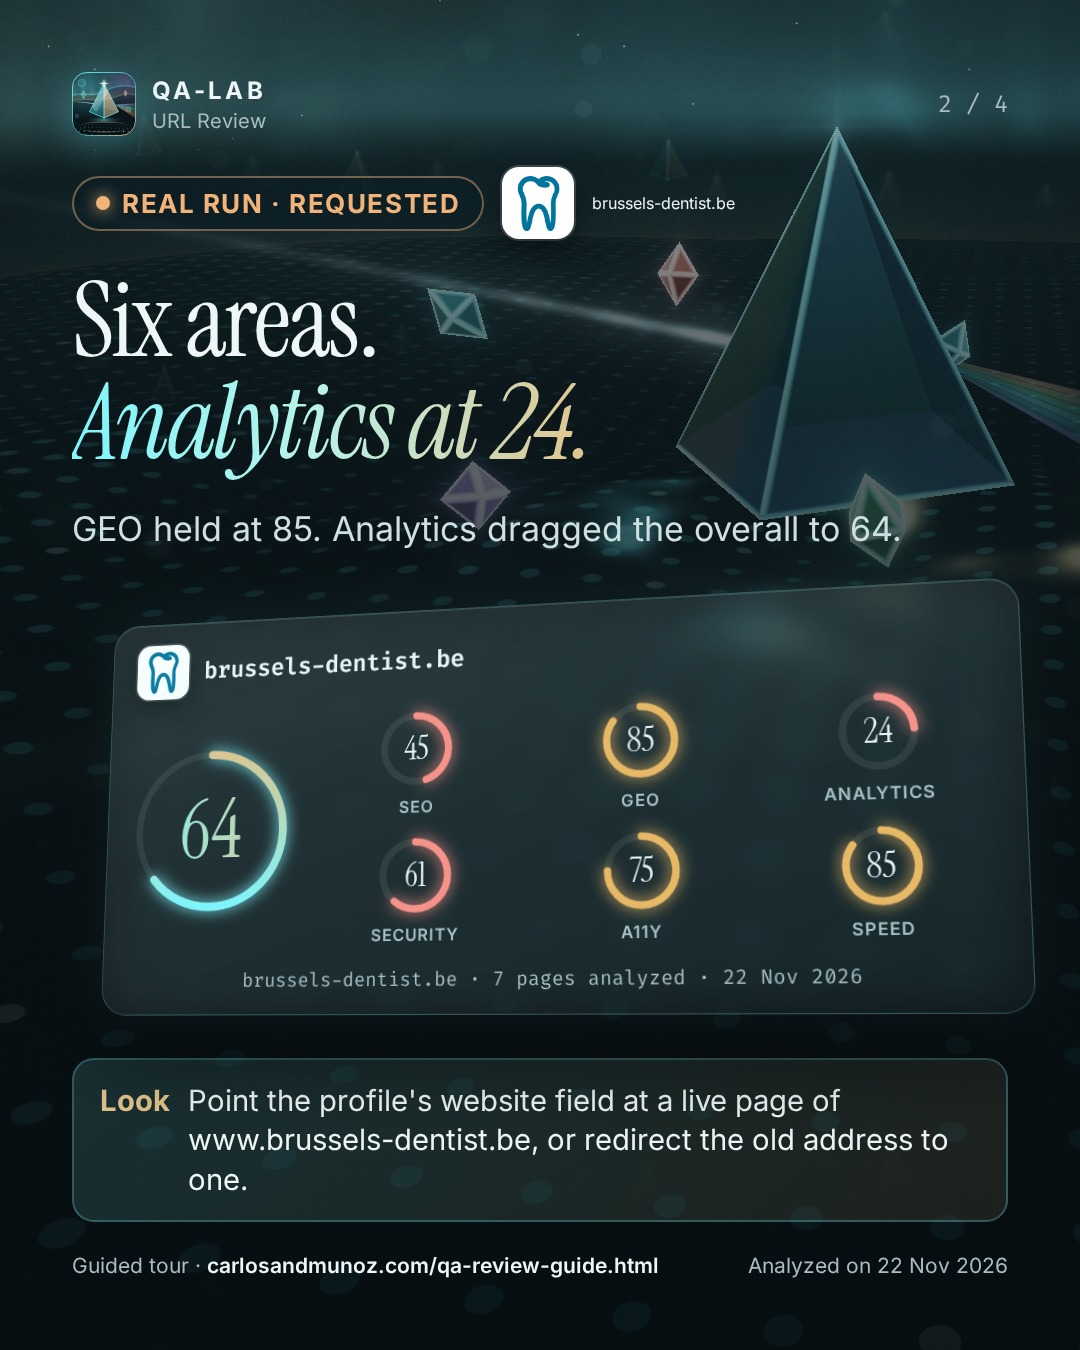 QA-LAB
URL Review
2 / 4
REAL RUN · REQUESTED
brussels-dentist.be
Six areas.
Analytics at 24.
GEO held at 85. Analytics dragged the overall to 64.
brussels-dentist.be
64
45
SEO
85
GEO
24
ANALYTICS
61
SECURITY
75
A11Y
85
SPEED
brussels-dentist.be · 7 pages analyzed · 22 Nov 2026
Look
Point the profile's website field at a live page of
www.brussels-dentist.be, or redirect the old address to
one.
Guided tour · carlosandmunoz.com/qa-review-guide.html
Analyzed on 22 Nov 2026